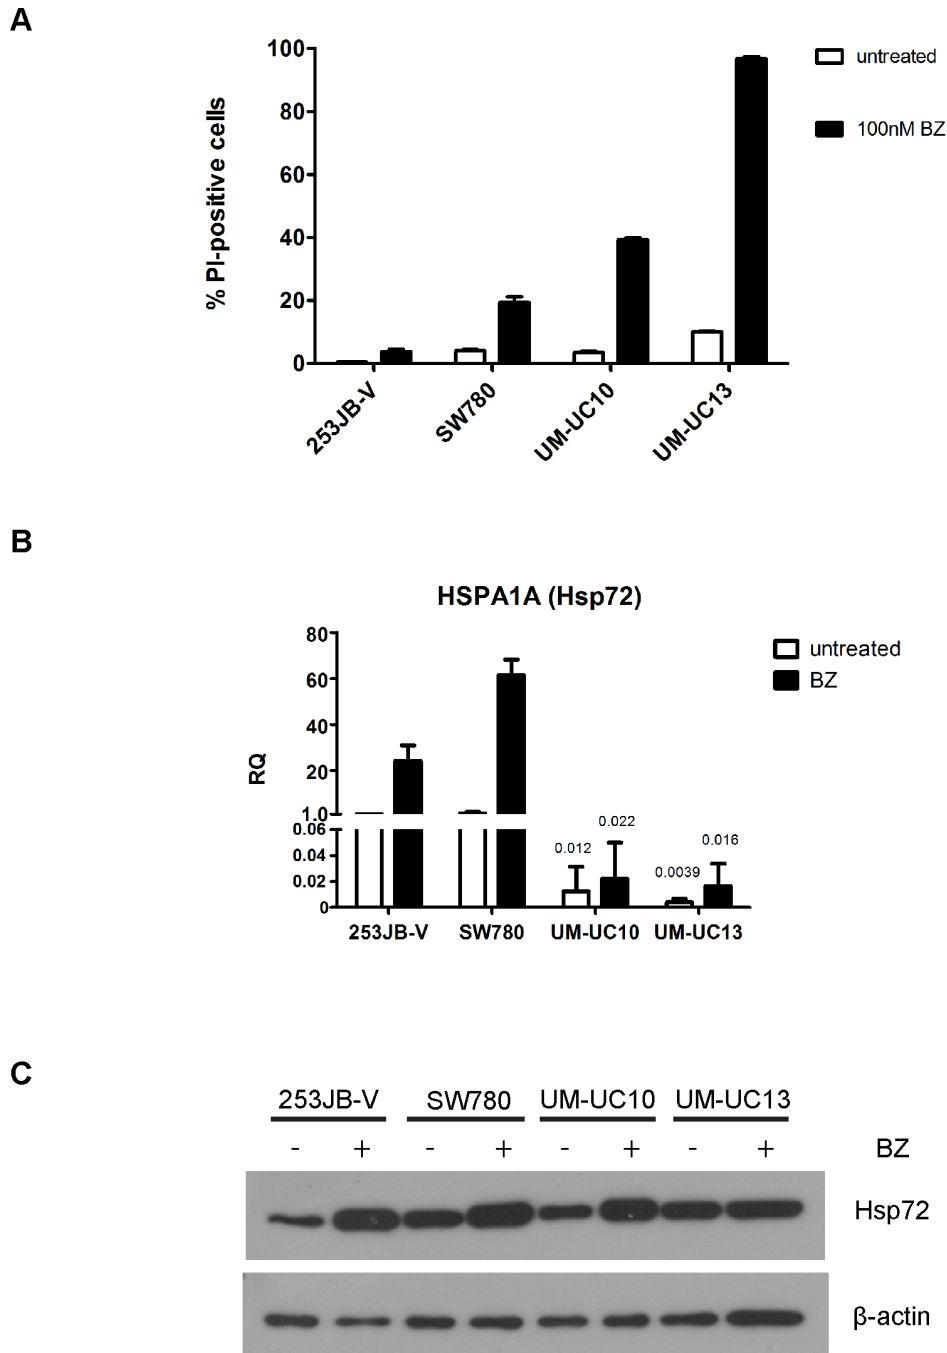 A
100
80
60
40
20
0
% PI-positive cells
untreated
100nM BZ
253JB-V
SW780
UM-UC10
UM-UC13
B
HSPA1A (Hsp72)
80
60
40
20
1.0
0.06
0.04
0.02
0
RQ
untreated
BZ
0.012
0.022
0.0039
0.016
253JB-V SW780 UM-UC10 UM-UC13
C
253JB-V SW780 UM-UC10 UM-UC13
- + - + - + - + BZ
Hsp72
β-actin